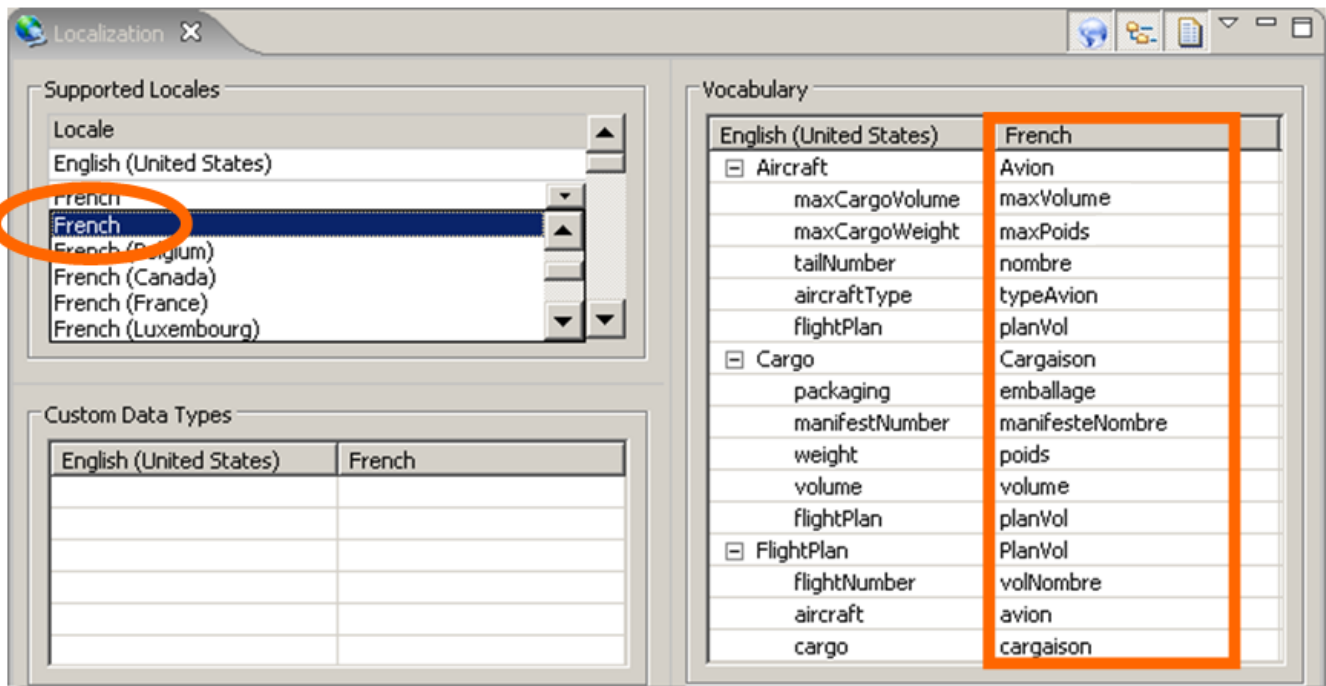 Localization
Supported Locales
Locale
English (United States)
French
French
French (Belgium)
French (Canada)
French (France)
French (Luxembourg)
Custom Data Types
English (United States) French
Vocabulary
English (United States) French
Aircraft Avion
maxCargoVolume maxVolume
maxCargoWeight maxPoids
tailNumber nombre
aircraftType typeAvion
flightPlan planVol
Cargo Cargaison
packaging emballage
manifestNumber manifesteNombre
weight poids
volume volume
flightPlan planVol
FlightPlan PlanVol
flightNumber volNombre
aircraft avion
cargo cargaison